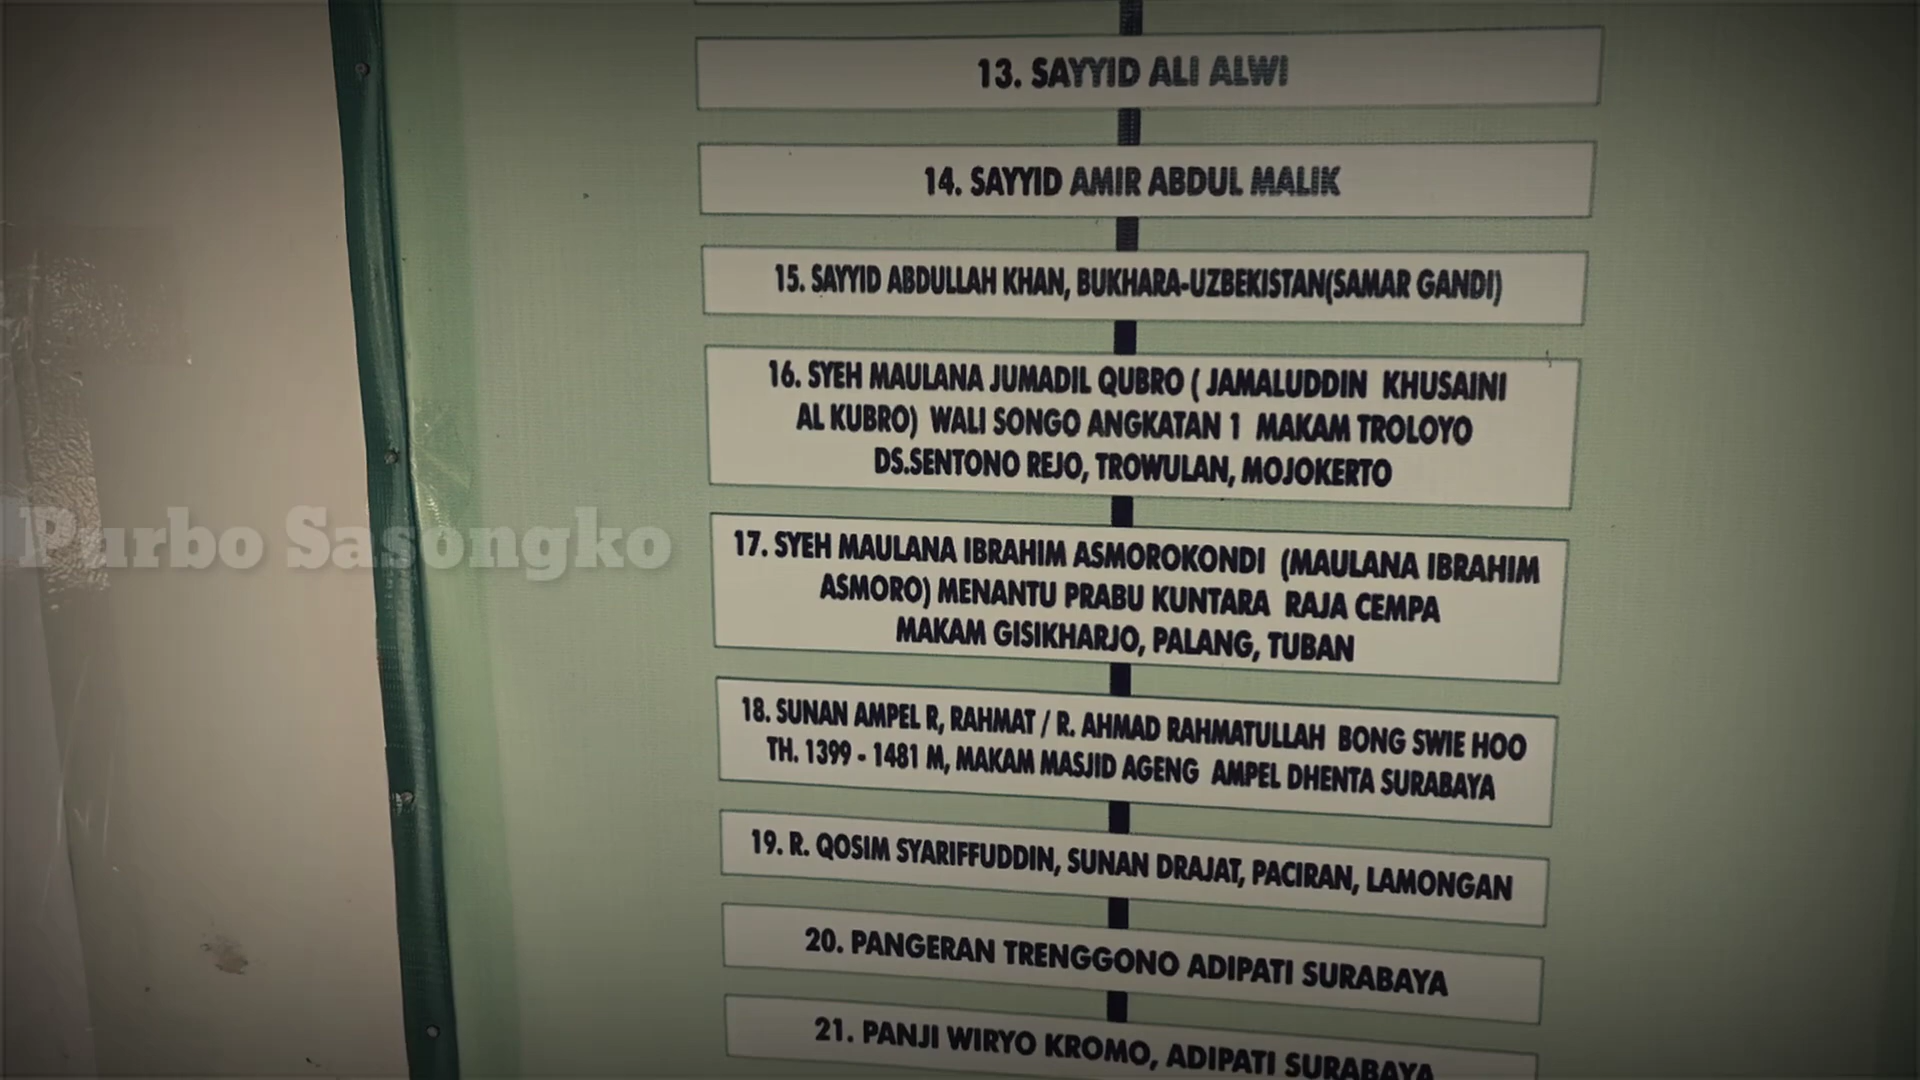 13. SAYYID ALI ALWI
14. SAYYID AMIR ABDUL MALIK
15. SAYYID ABDULLAH KHAN, BUKHARA-UZBEKISTAN(SAMAR GANDI)
16. SYEH MAULANA JUMADIL QUBRO ( JAMALUDDIN KHUSAINI
AL KUBRO) WALI SONGO ANGKATAN 1 MAKAM TROLOYO
DS.SENTONO REJO, TROWULAN, MOJOKERTO
Purbo Sasongko
17. SYEH MAULANA IBRAHIM ASMOROKONDI (MAULANA IBRAHIM
ASMORO) MENANTU PRABU KUNTARA RAJA CEMPA
MAKAM GISIKHARJO, PALANG, TUBAN
18. SUNAN AMPEL R, RAHMAT / R. AHMAD RAHMATULLAH BONG SWIE HOO
TH. 1399 - 1481 M, MAKAM MASJID AGENG AMPEL DHENTA SURABAYA
19. R. QOSIM SYARIFFUDDIN, SUNAN DRAJAT, PACIRAN, LAMONGAN
20. PANGERAN TRENGGONO ADIPATI SURABAYA
21. PANJI WIRYO KROMO, ADIPATI SURABAYA